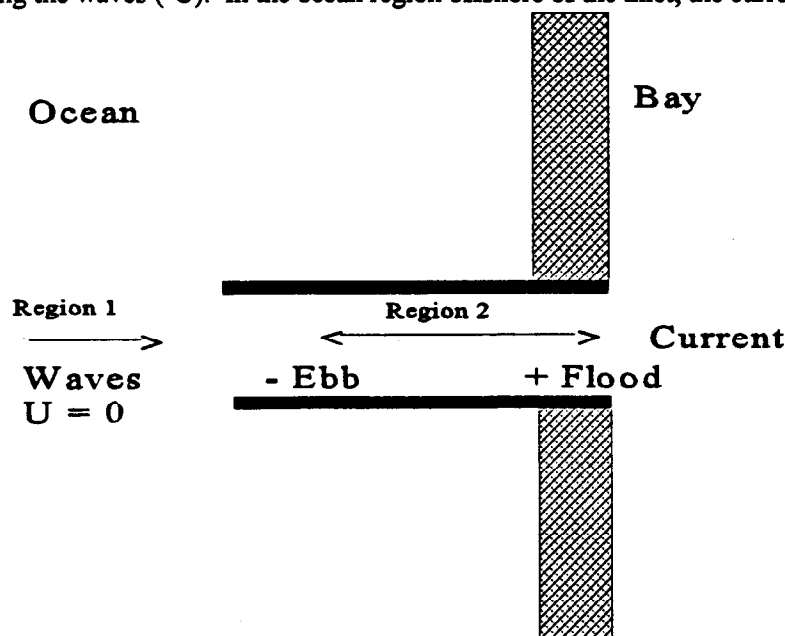 ing the waves (-U). In the ocean region offshore of the inlet, the curre
Ocean
Bay
Region 1
Region 2
Current
Waves
- Ebb
+ Flood
U = 0